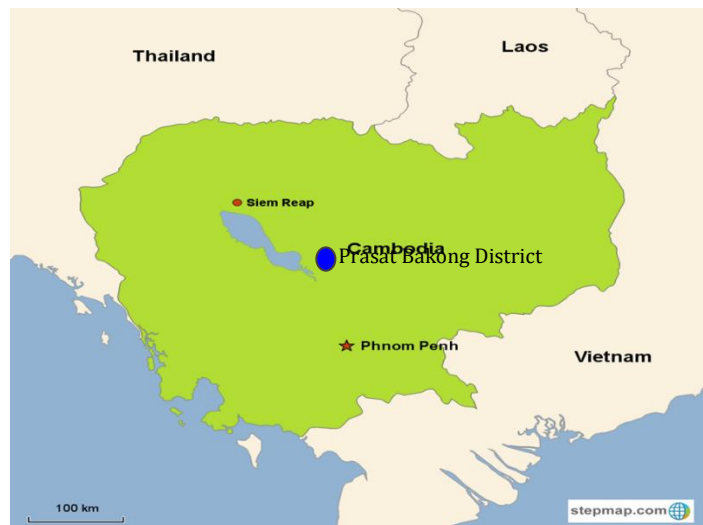 Thailand
Laos
Siem Reap
Cambodia
Prasat Bakong District
Phnom Penh
Vietnam
100 km
stepmap.com